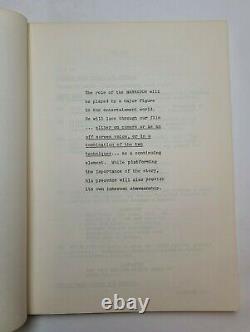 The role of the NARRATOR will
be played by a major figure
in the entertainment world.
He will lace through our film
... either on camera or as an
off screen voice, or in a
combination of the two
techniques... as a continuing
element. While platforming
the importance of the story,
his presence will also provide
its own inherent showmanship.